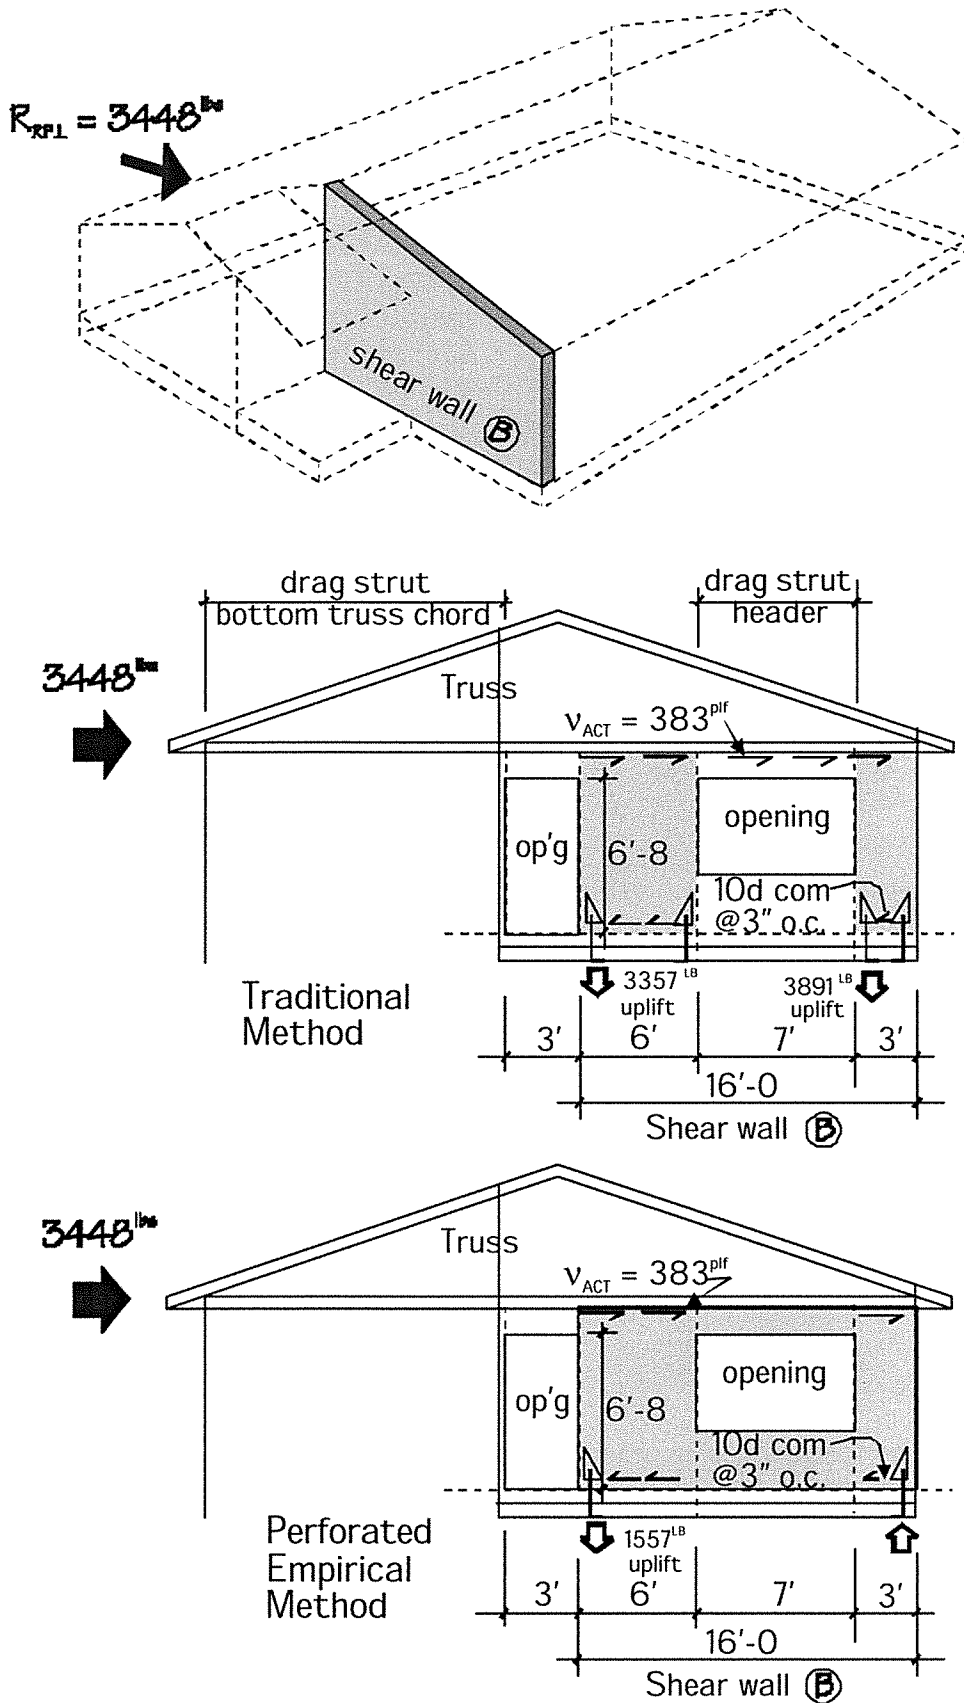 R_RPL = 3448 lbs
shear wall B
drag strut
bottom truss chord
drag strut
header
3448 lbs
Truss
v_ACT = 383 plf
op'g
6'-8
opening
10d com
@3" o.c.
Traditional
Method
3357 LB
uplift
3891 LB
uplift
3'
6'
7'
3'
16'-0
Shear wall B
3448 lbs
Truss
v_ACT = 383 plf
op'g
6'-8
opening
10d com
@3" o.c.
Perforated
Empirical
Method
1557 LB
uplift
3'
6'
7'
3'
16'-0
Shear wall B